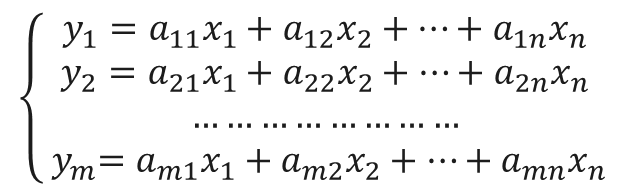 y₁ = a₁₁x₁ + a₁₂x₂ + ⋯ + a₁ₙxₙ
y₂ = a₂₁x₁ + a₂₂x₂ + ⋯ + a₂ₙxₙ
… … … … … … … …
yₘ= aₘ₁x₁ + aₘ₂x₂ + ⋯ + aₘₙxₙ